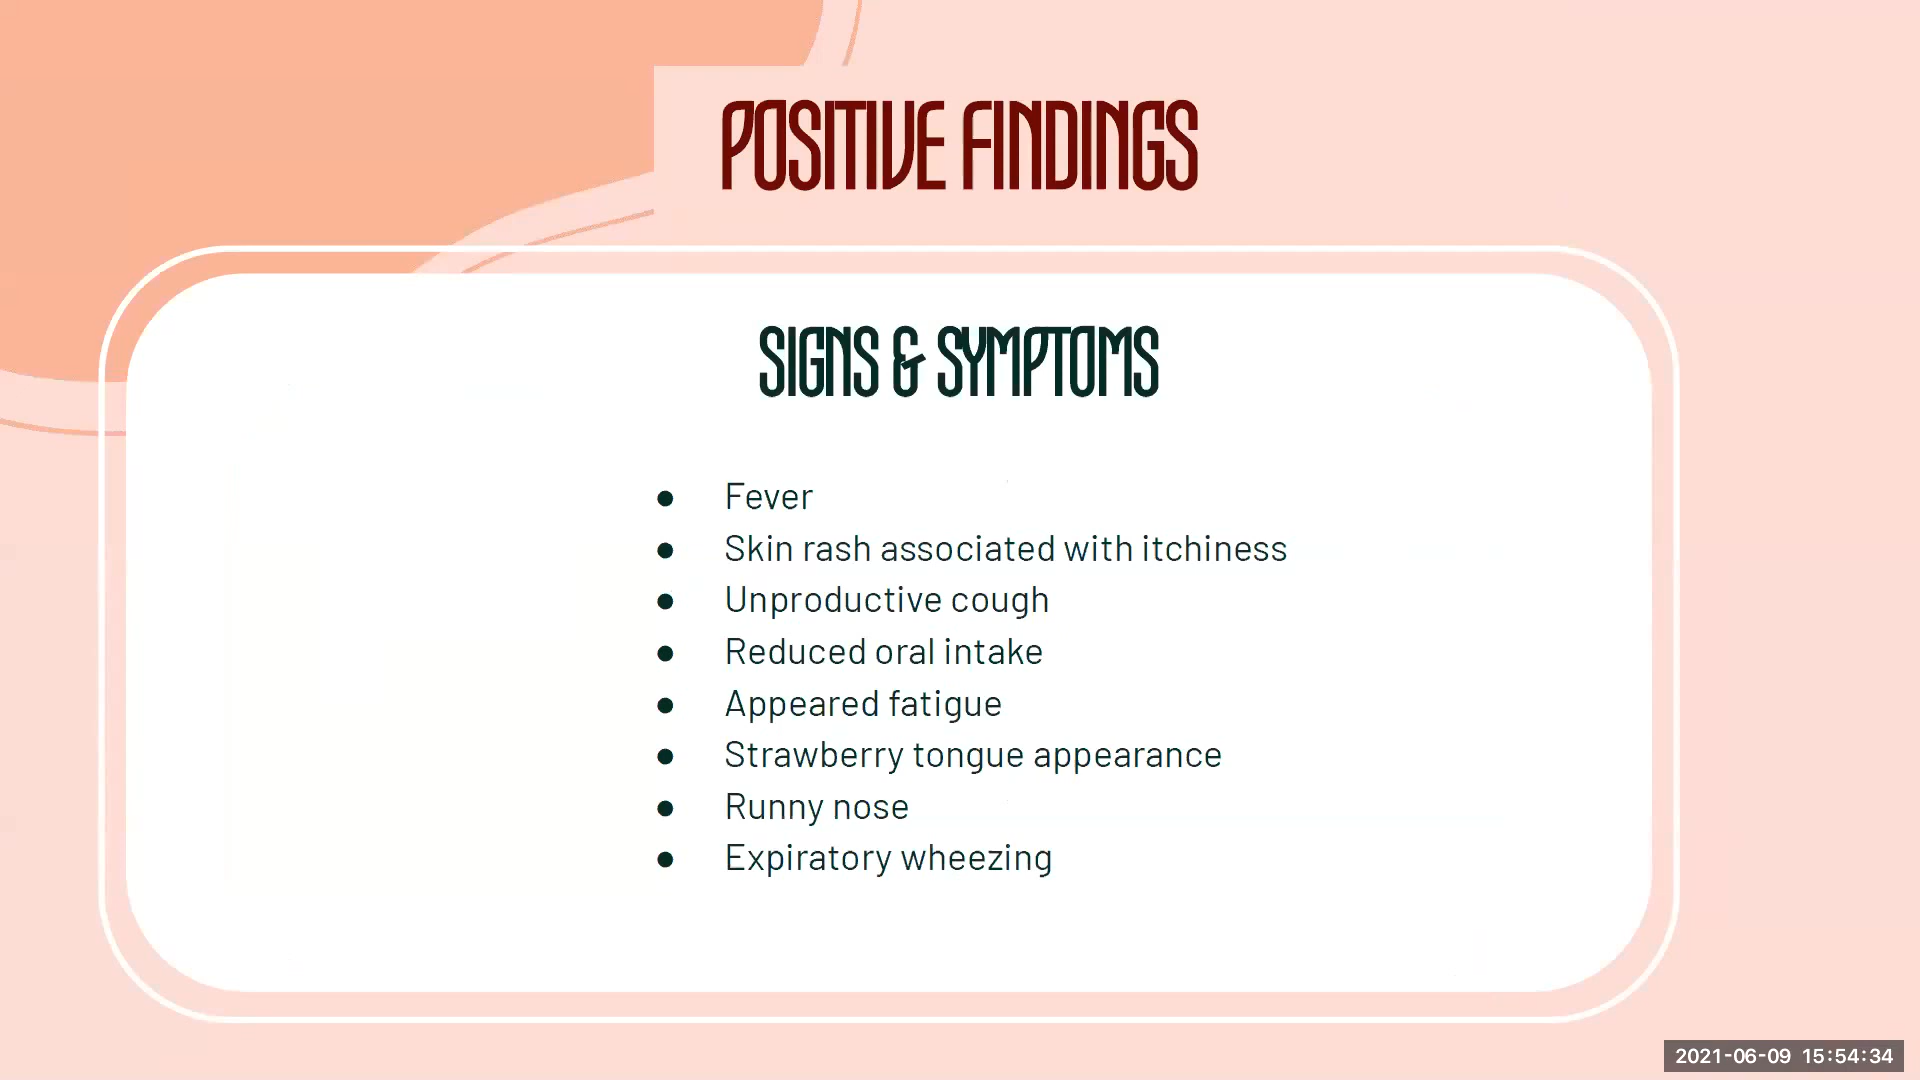 POSITIVE FINDINGS
SIGNS & SYMPTOMS
● Fever
● Skin rash associated with itchiness
● Unproductive cough
● Reduced oral intake
● Appeared fatigue
● Strawberry tongue appearance
● Runny nose
● Expiratory wheezing
2021-06-09 15:54:34